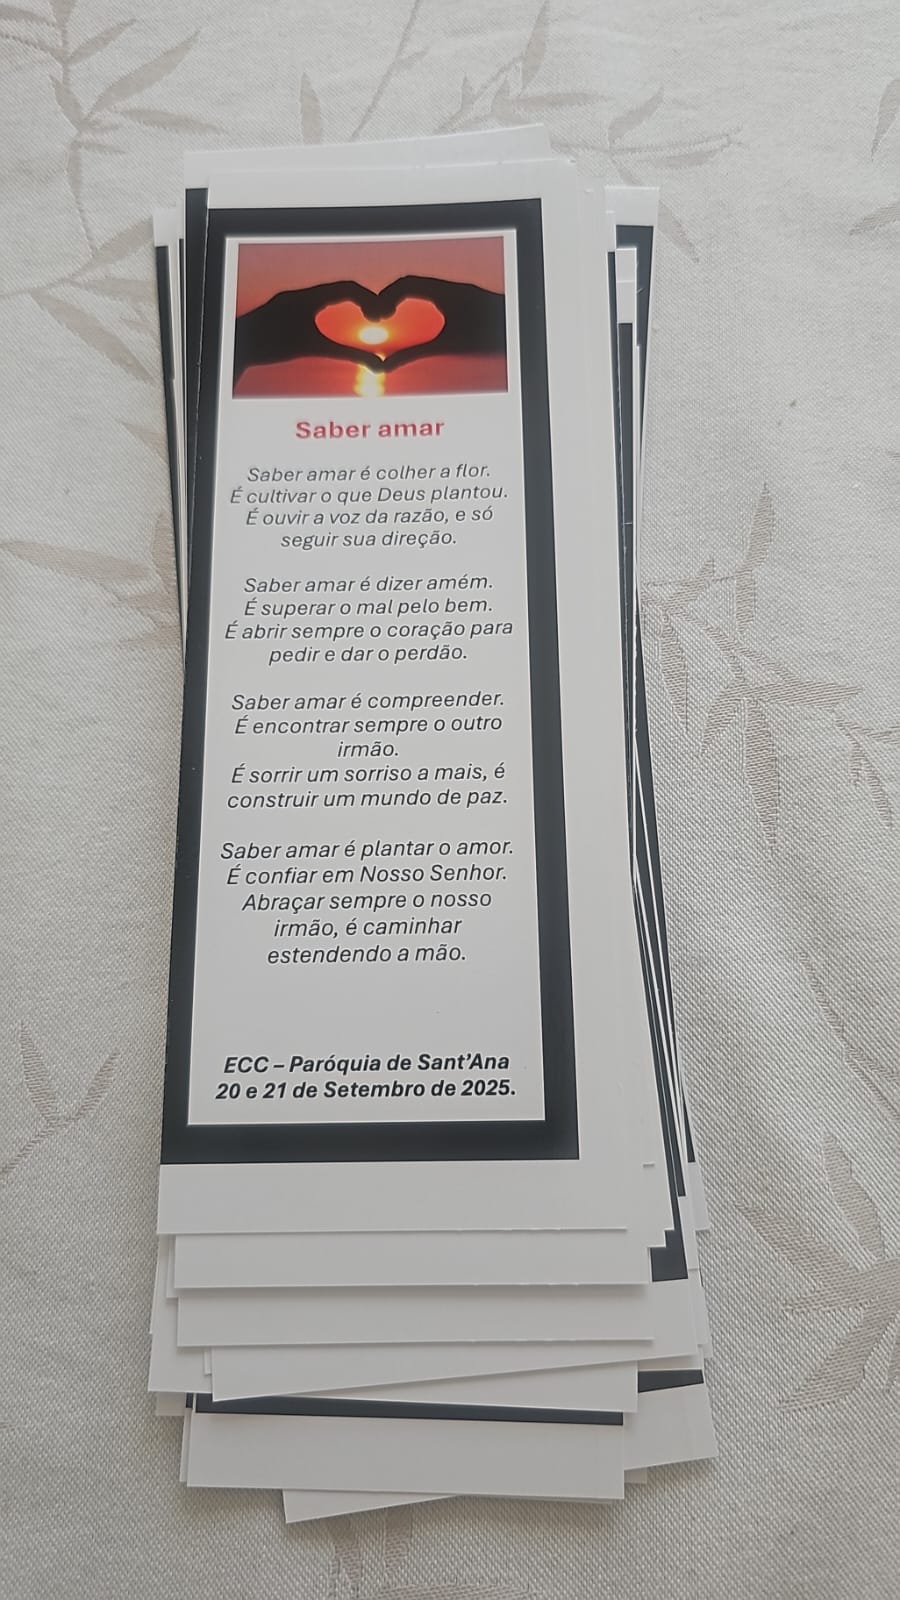 Saber amar
Saber amar é colher a flor.
É cultivar o que Deus plantou.
É ouvir a voz da razão, e só
seguir sua direção.
Saber amar é dizer amém.
É superar o mal pelo bem.
É abrir sempre o coração para
pedir e dar o perdão.
Saber amar é compreender.
É encontrar sempre o outro
irmão.
É sorrir um sorriso a mais, é
construir um mundo de paz.
Saber amar é plantar o amor.
É confiar em Nosso Senhor.
Abraçar sempre o nosso
irmão, é caminhar
estendendo a mão.
ECC – Paróquia de Sant’Ana
20 e 21 de Setembro de 2025.